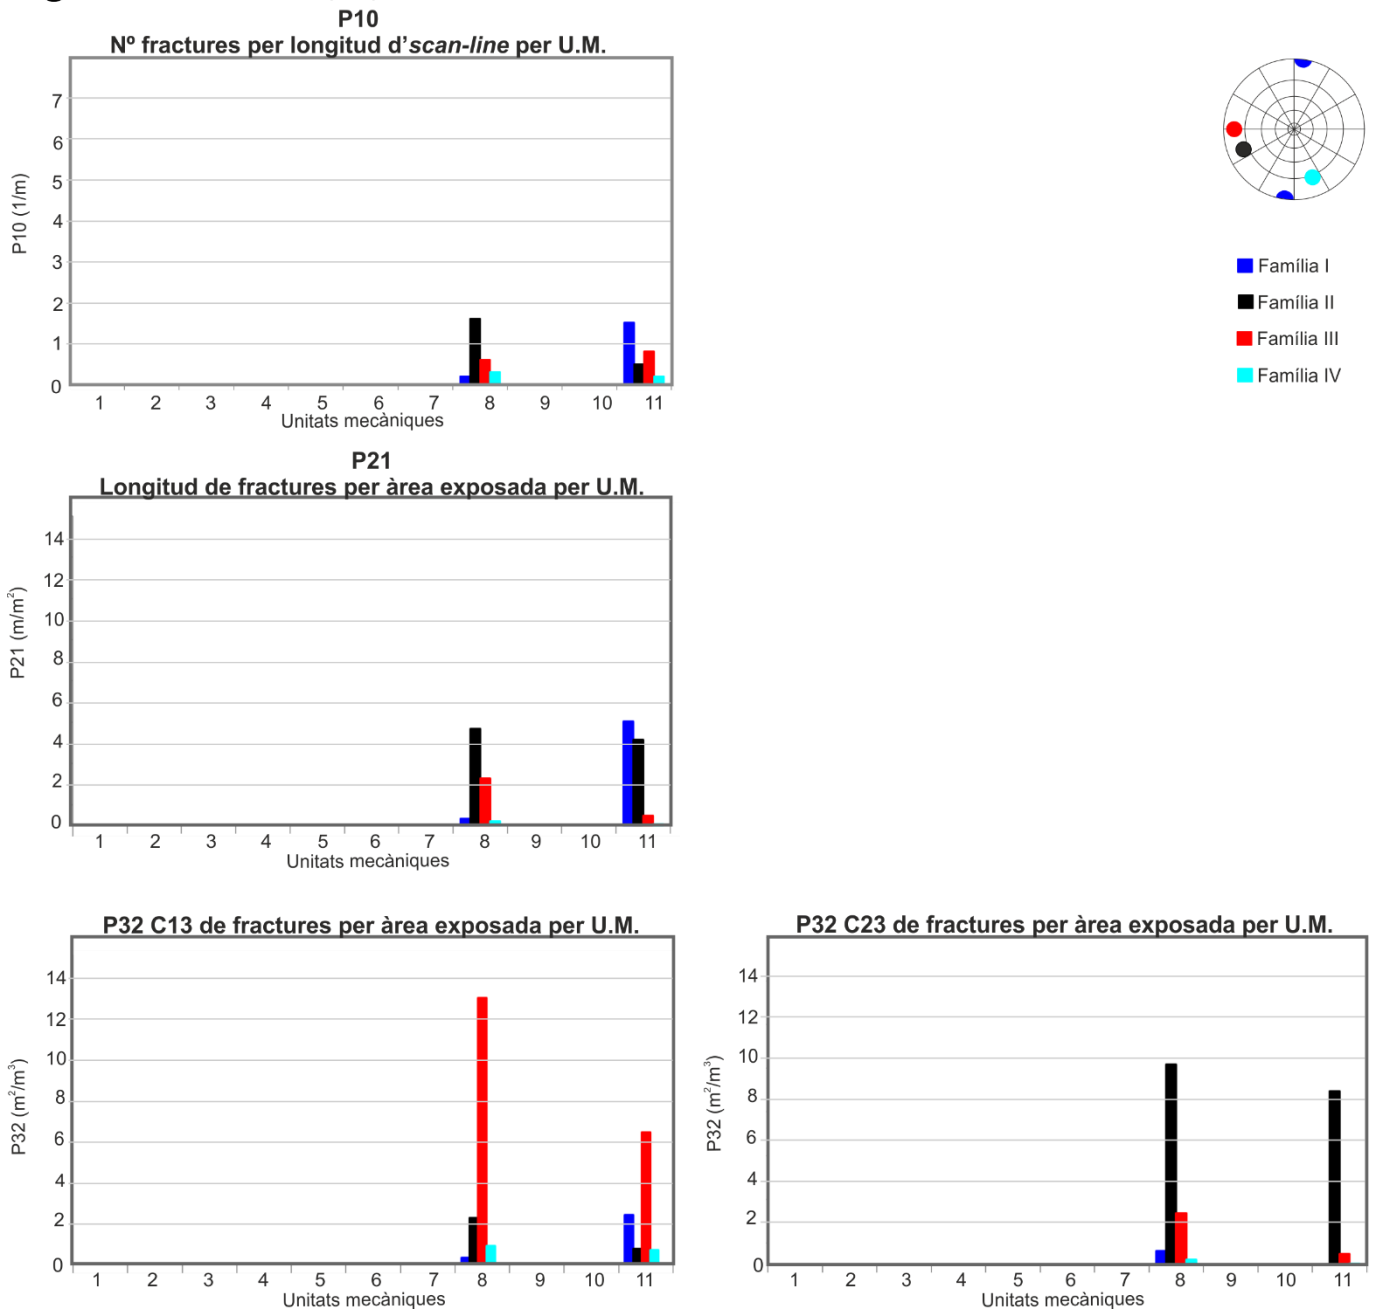 P10
Nº fractures per longitud d'scan-line per U.M.
7
6
5
4
3
2
1
0
P10 (1/m)
1 2 3 4 5 6 7 8 9 10 11
Unitats mecàniques
Família I
Família II
Família III
Família IV
P21
Longitud de fractures per àrea exposada per U.M.
14
12
10
8
6
4
2
0
P21 (m/m²)
1 2 3 4 5 6 7 8 9 10 11
Unitats mecàniques
P32 C13 de fractures per àrea exposada per U.M.
14
12
10
8
6
4
2
0
P32 (m²/m³)
1 2 3 4 5 6 7 8 9 10 11
Unitats mecàniques
P32 C23 de fractures per àrea exposada per U.M.
14
12
10
8
6
4
2
0
P32 (m²/m³)
1 2 3 4 5 6 7 8 9 10 11
Unitats mecàniques